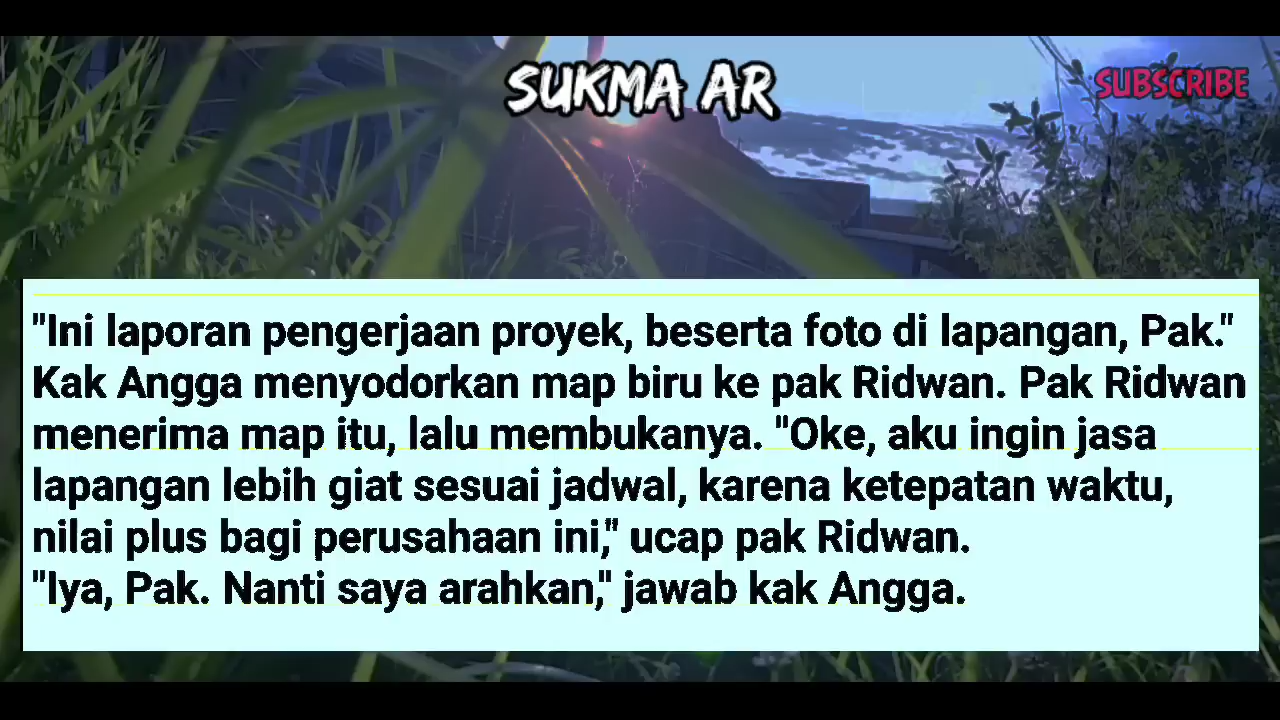 SUKMA AR
SUBSCRIBE
"Ini laporan pengerjaan proyek, beserta foto di lapangan, Pak."
Kak Angga menyodorkan map biru ke pak Ridwan. Pak Ridwan
menerima map itu, lalu membukanya. "Oke, aku ingin jasa
lapangan lebih giat sesuai jadwal, karena ketepatan waktu,
nilai plus bagi perusahaan ini," ucap pak Ridwan.
"Iya, Pak. Nanti saya arahkan," jawab kak Angga.